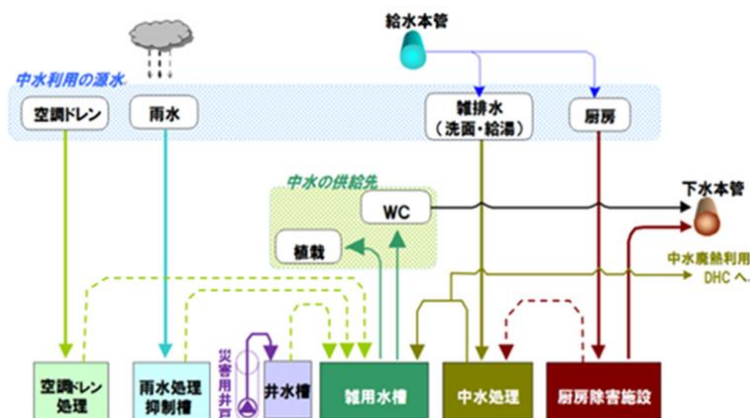 給水本管
中水利用の源水
空調ドレン
雨水
雑排水
(洗面・給湯)
厨房
中水の供給先
WC
下水本管
植栽
中水廃熱利用
DHC へ
災害用井戸
空調ドレン
処理
雨水処理
抑制槽
井水槽
雑用水槽
中水処理
厨房除害施設